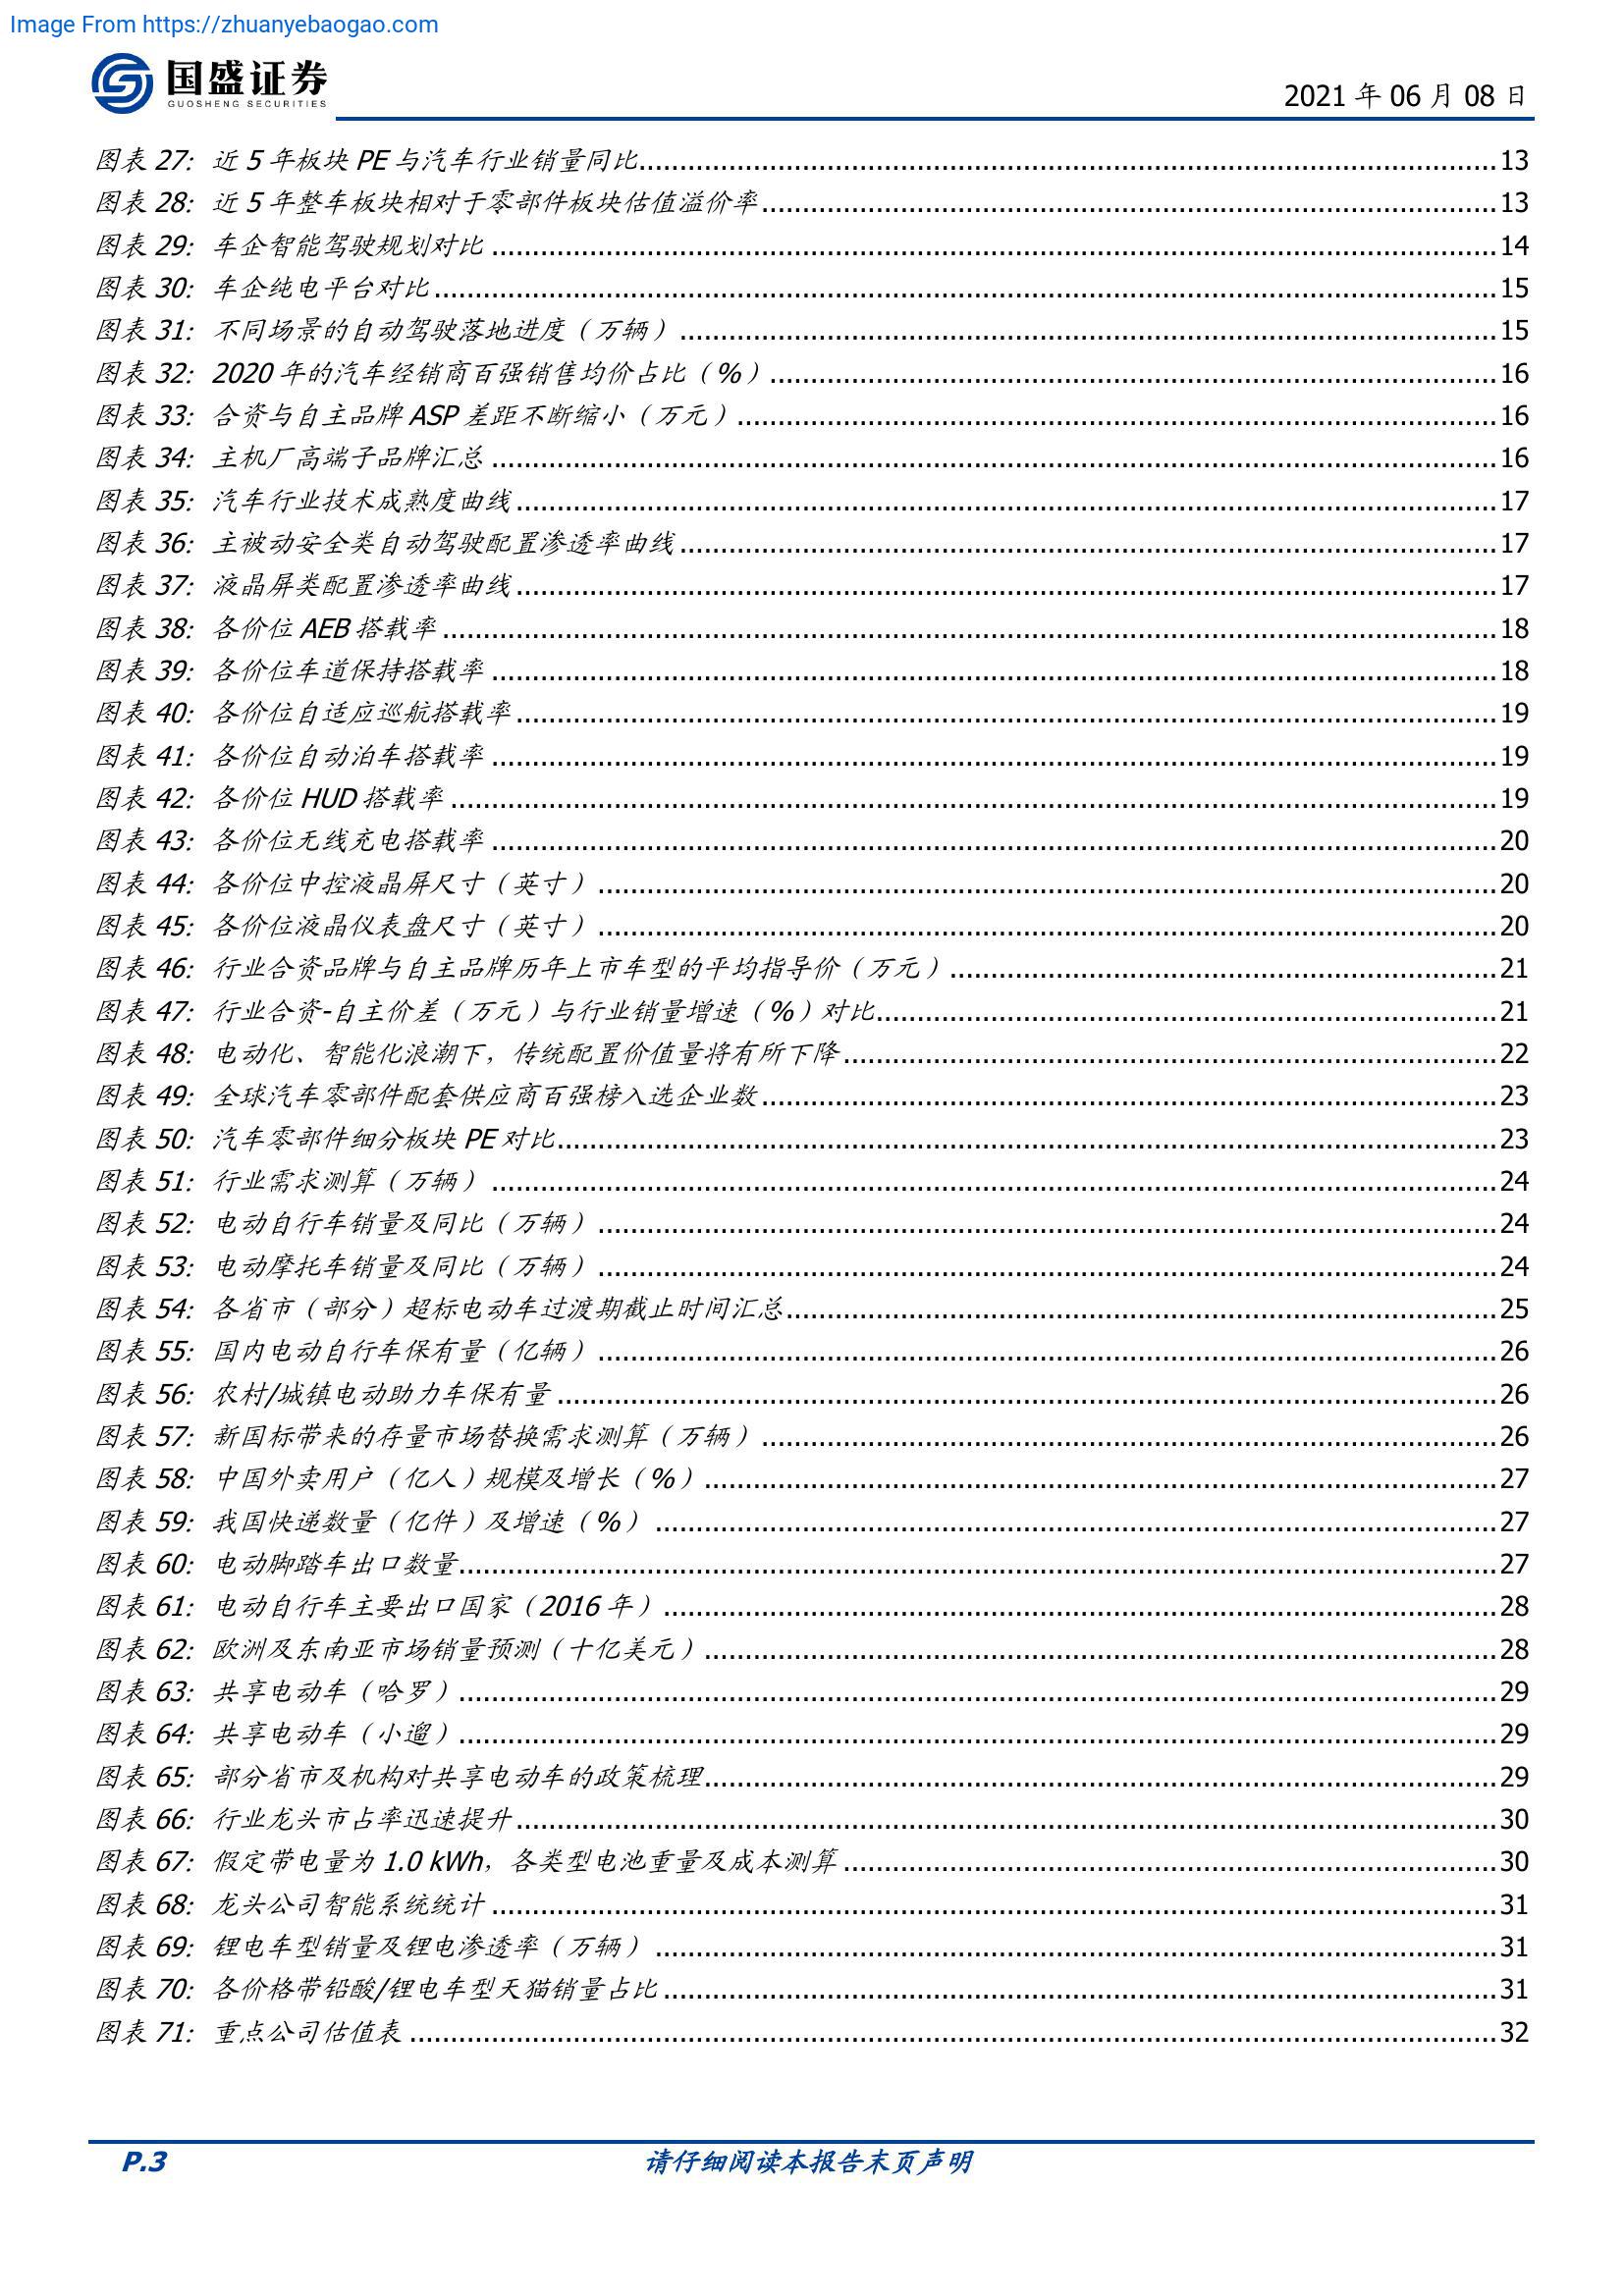 Image From https://zhuanyebaogao.com
国盛证券
GUOSHENG SECURITIES
2021 年 06 月 08 日
图表 27: 近 5 年板块 PE 与汽车行业销量同比 13
图表 28: 近 5 年整车板块相对于零部件板块估值溢价率 13
图表 29: 车企智能驾驶规划对比 14
图表 30: 车企纯电平台对比 15
图表 31: 不同场景的自动驾驶落地进度（万辆） 15
图表 32: 2020 年的汽车经销商百强销售均价占比（%） 16
图表 33: 合资与自主品牌 ASP 差距不断缩小（万元） 16
图表 34: 主机厂高端子品牌汇总 16
图表 35: 汽车行业技术成熟度曲线 17
图表 36: 主被动安全类自动驾驶配置渗透率曲线 17
图表 37: 液晶屏类配置渗透率曲线 17
图表 38: 各价位 AEB 搭载率 18
图表 39: 各价位车道保持搭载率 18
图表 40: 各价位自适应巡航搭载率 19
图表 41: 各价位自动泊车搭载率 19
图表 42: 各价位 HUD 搭载率 19
图表 43: 各价位无线充电搭载率 20
图表 44: 各价位中控液晶屏尺寸（英寸） 20
图表 45: 各价位液晶仪表盘尺寸（英寸） 20
图表 46: 行业合资品牌与自主品牌历年上市车型的平均指导价（万元） 21
图表 47: 行业合资-自主价差（万元）与行业销量增速（%）对比 21
图表 48: 电动化、智能化浪潮下，传统配置价值量将有所下降 22
图表 49: 全球汽车零部件配套供应商百强榜入选企业数 23
图表 50: 汽车零部件细分板块 PE 对比 23
图表 51: 行业需求测算（万辆） 24
图表 52: 电动自行车销量及同比（万辆） 24
图表 53: 电动摩托车销量及同比（万辆） 24
图表 54: 各省市（部分）超标电动车过渡期截止时间汇总 25
图表 55: 国内电动自行车保有量（亿辆） 26
图表 56: 农村/城镇电动助力车保有量 26
图表 57: 新国标带来的存量市场替换需求测算（万辆） 26
图表 58: 中国外卖用户（亿人）规模及增长（%） 27
图表 59: 我国快递数量（亿件）及增速（%） 27
图表 60: 电动脚踏车出口数量 27
图表 61: 电动自行车主要出口国家（2016 年） 28
图表 62: 欧洲及东南亚市场销量预测（十亿美元） 28
图表 63: 共享电动车（哈罗） 29
图表 64: 共享电动车（小遛） 29
图表 65: 部分省市及机构对共享电动车的政策梳理 29
图表 66: 行业龙头市占率迅速提升 30
图表 67: 假定带电量为 1.0 kWh，各类型电池重量及成本测算 30
图表 68: 龙头公司智能系统统计 31
图表 69: 锂电车型销量及锂电渗透率（万辆） 31
图表 70: 各价格带铅酸/锂电车型天猫销量占比 31
图表 71: 重点公司估值表 32
P.3 请仔细阅读本报告末页声明